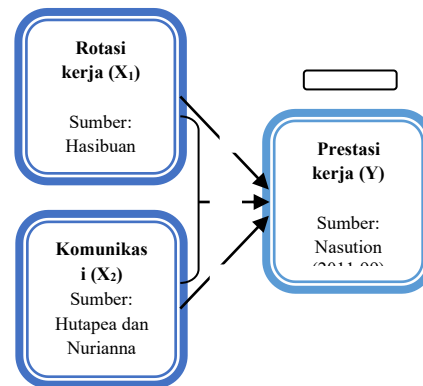 Rotasi
kerja (X₁)
Sumber:
Hasibuan
Komunikas
i (X₂)
Sumber:
Hutapea dan
Nurianna
Prestasi
kerja (Y)
Sumber:
Nasution